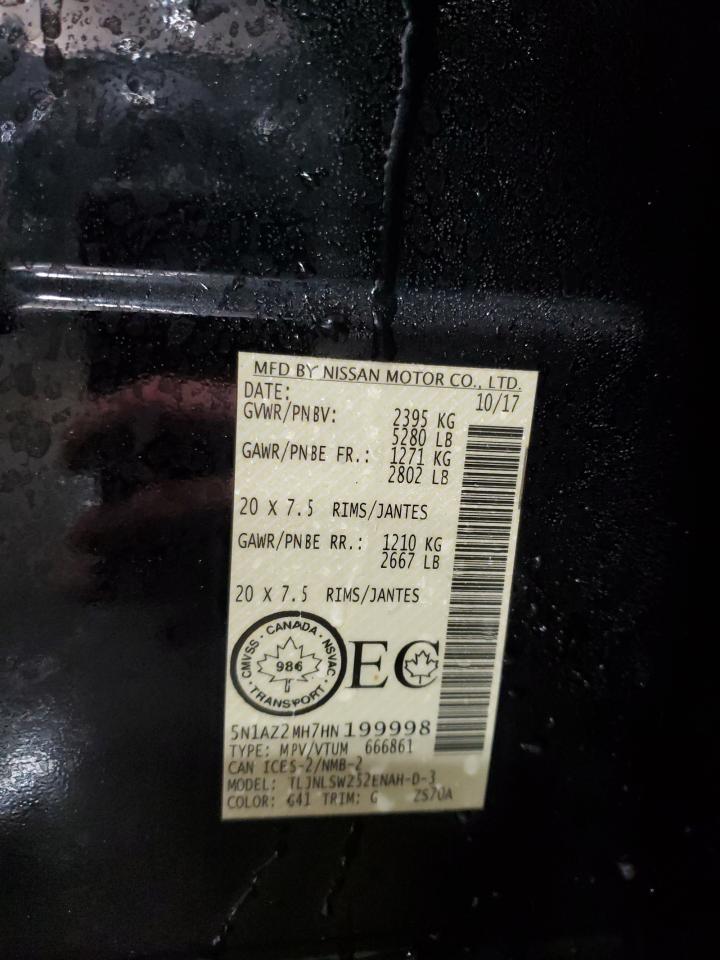 MFD BY NISSAN MOTOR CO., LTD.
DATE: 10/17
GVWR/PNBV: 2395 KG
5280 LB
GAWR/PNBE FR.: 1271 KG
2802 LB
20 X 7.5 RIMS/JANTES
GAWR/PNBE RR.: 1210 KG
2667 LB
20 X 7.5 RIMS/JANTES
CMVSS · CANADA · NSVAC
986
· TRANSPORT ·
EC
5N1AZ2MH7HN199998
TYPE: MPV/VTUM 666861
CAN ICES-2/NMB-2
MODEL: TLJNLSW252ENAH-D-3
COLOR: G41 TRIM: G ZS70A